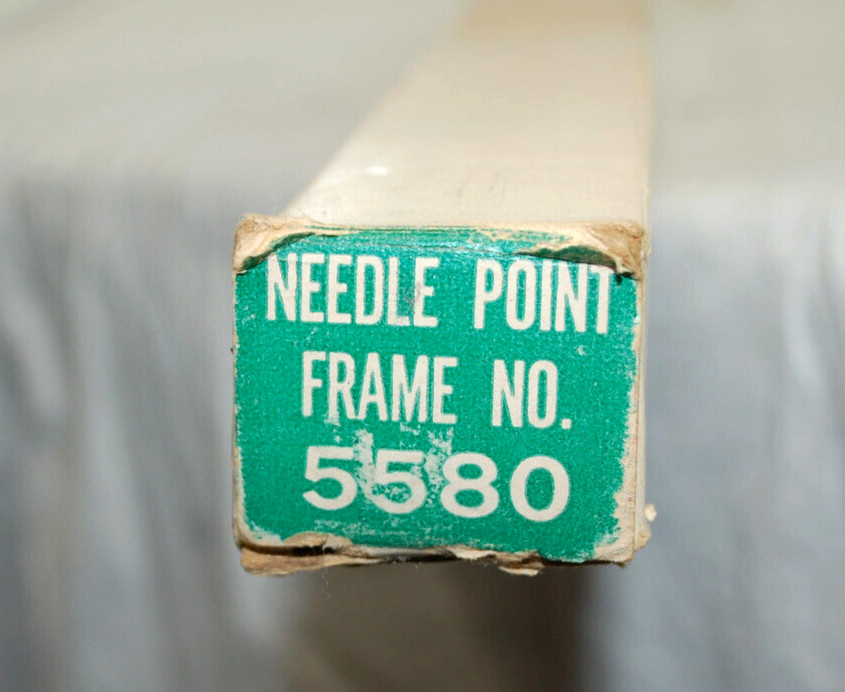 NEEDLE POINT
FRAME NO.
5580